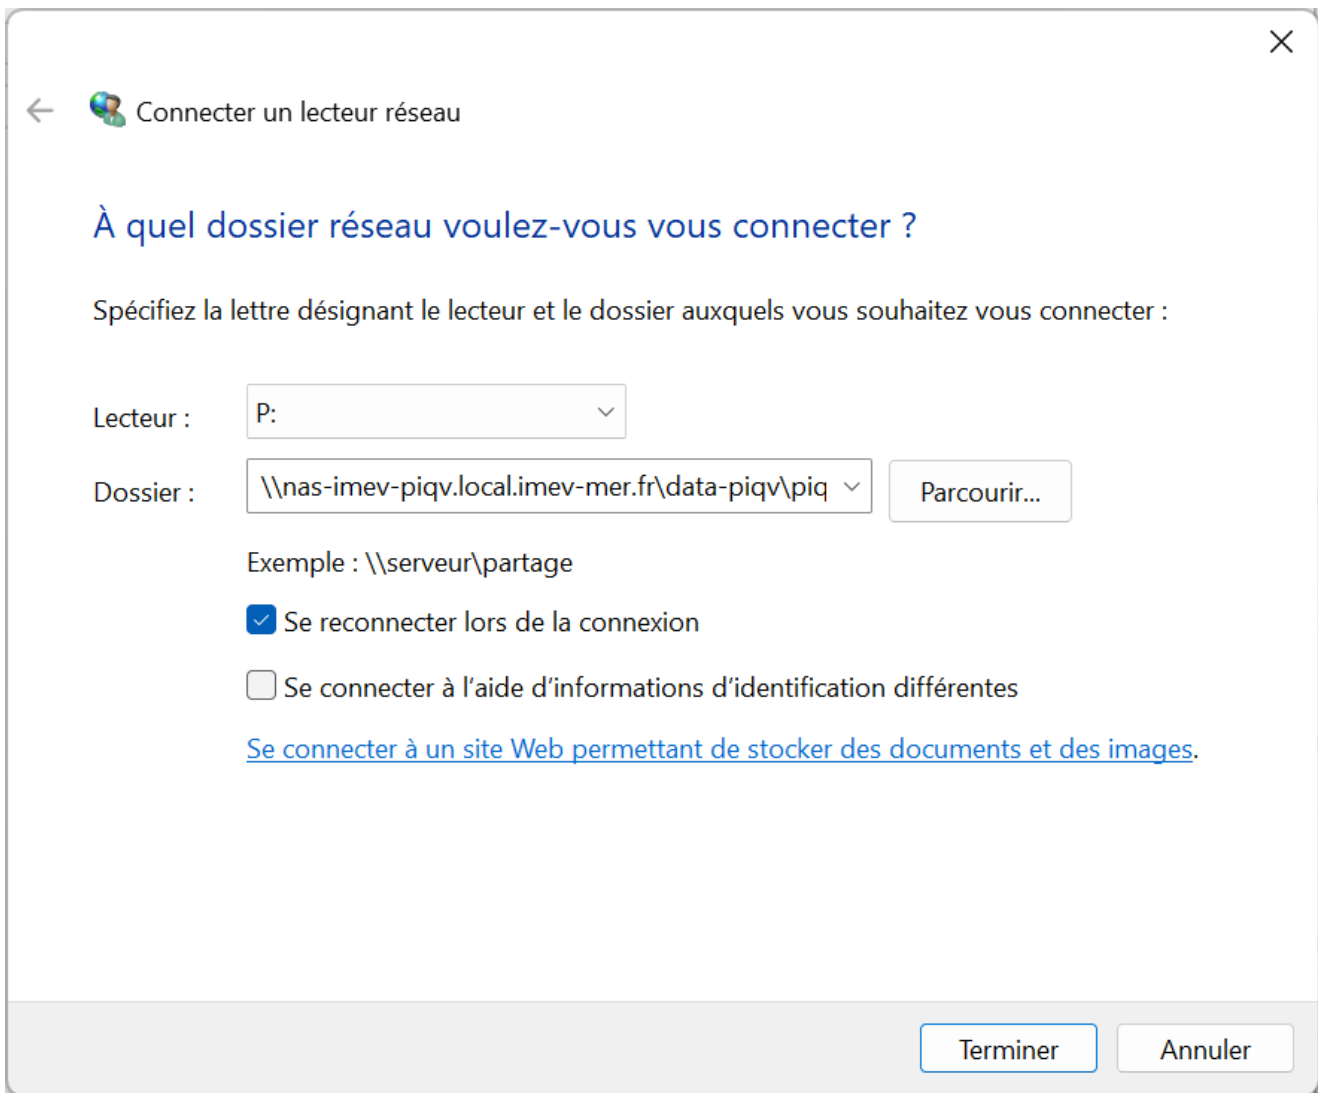 Connecter un lecteur réseau
À quel dossier réseau voulez-vous vous connecter ?
Spécifiez la lettre désignant le lecteur et le dossier auxquels vous souhaitez vous connecter :
Lecteur : P:
Dossier : \\nas-imev-piqv.local.imev-mer.fr\data-piqv\piq Parcourir...
Exemple : \\serveur\partage
Se reconnecter lors de la connexion
Se connecter à l’aide d’informations d’identification différentes
Se connecter à un site Web permettant de stocker des documents et des images.
Terminer Annuler